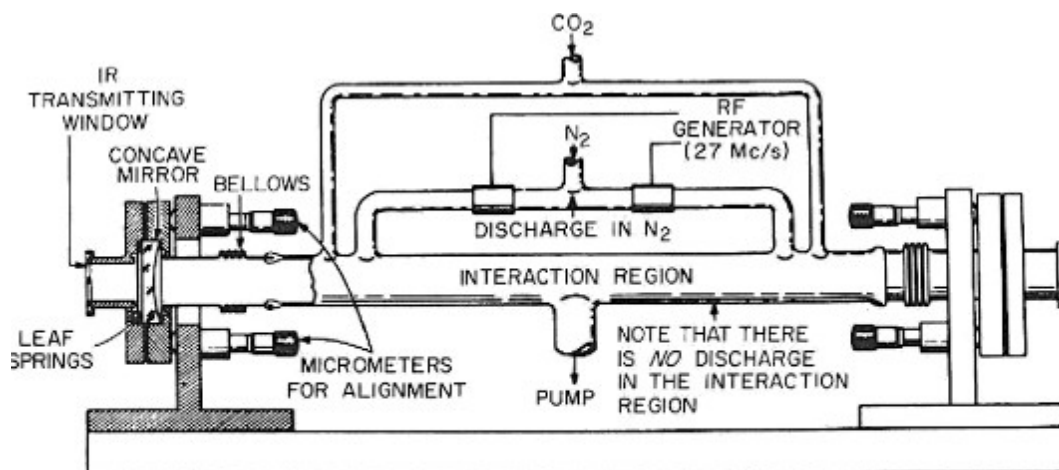 CO₂
IR
TRANSMITTING
WINDOW
CONCAVE
MIRROR
BELLOWS
N₂
RF
GENERATOR
(27 Mc/s)
DISCHARGE IN N₂
INTERACTION REGION
LEAF
SPRINGS
MICROMETERS
FOR ALIGNMENT
PUMP
NOTE THAT THERE
IS NO DISCHARGE
IN THE INTERACTION
REGION